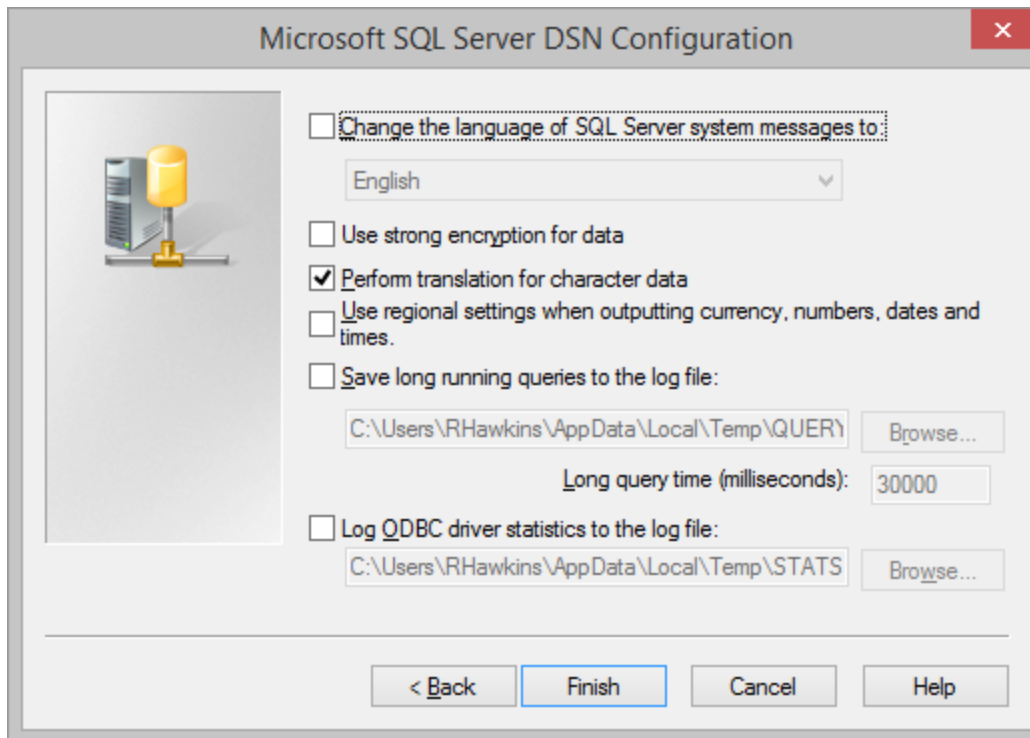 Microsoft SQL Server DSN Configuration
Change the language of SQL Server system messages to:
English
Use strong encryption for data
Perform translation for character data
Use regional settings when outputting currency, numbers, dates and
times.
Save long running queries to the log file:
C:\Users\RHawkins\AppData\Local\Temp\QUERY
Browse...
Long query time (milliseconds):
30000
Log ODBC driver statistics to the log file:
C:\Users\RHawkins\AppData\Local\Temp\STATS
Browse...
< Back
Finish
Cancel
Help